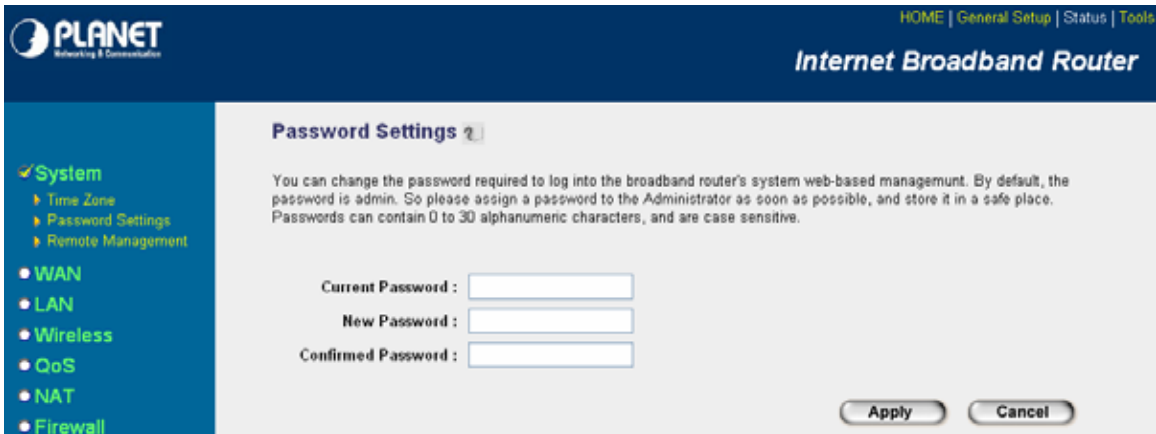 PLANET
Networking & Communication
HOME | General Setup | Status | Tools
Internet Broadband Router
System
Time Zone
Password Settings
Remote Management
WAN
LAN
Wireless
QoS
NAT
Firewall
Password Settings
You can change the password required to log into the broadband router's system web-based managemunt. By default, the
password is admin. So please assign a password to the Administrator as soon as possible, and store it in a safe place.
Passwords can contain 0 to 30 alphanumeric characters, and are case sensitive.
Current Password :
New Password :
Confirmed Password :
Apply
Cancel